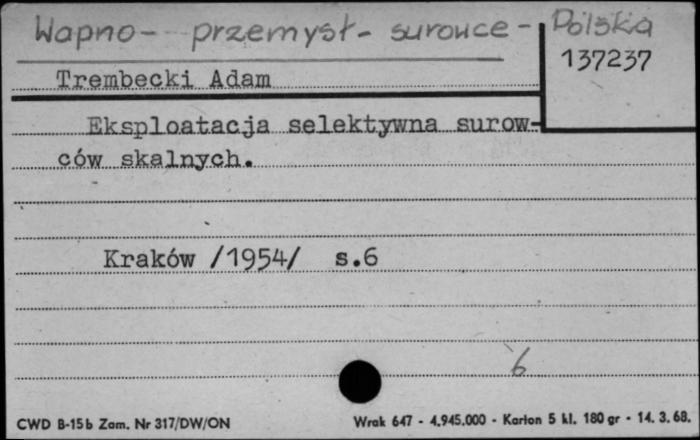 Wapno - przemysł - surowce - Polska
137237
Trembecki Adam
Eksploatacja selektywna surow-
ców skalnych.
Kraków /1954/ s.6
6
CWD B-15b Zam. Nr 317/DW/ON
Wrak 647 - 4.945.000 - Karton 5 kl. 180 gr - 14. 3. 68.